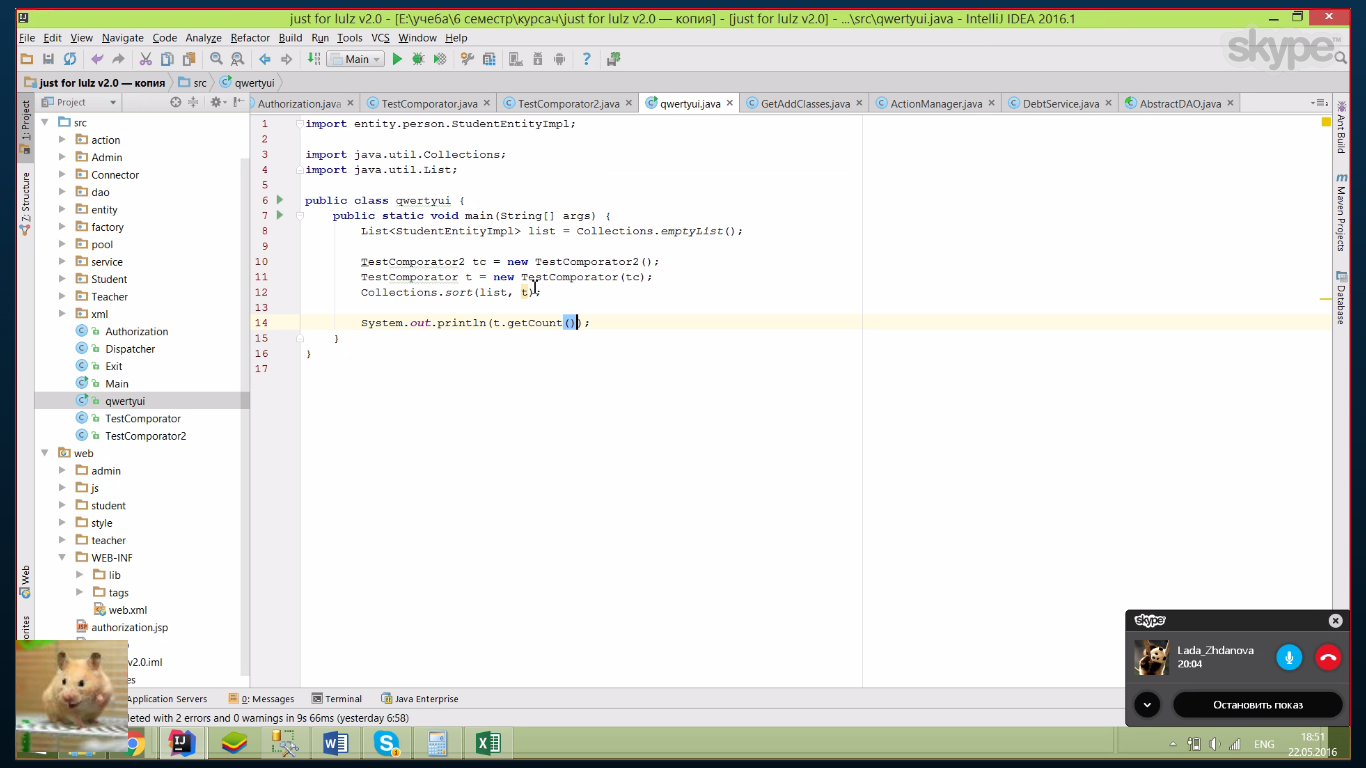 just for lulz v2.0 - [E:\учеба\6 семестр\курсач\just for lulz v2.0 — копия] - [just for lulz v2.0] - ...\src\qwertyui.java - IntelliJ IDEA 2016.1
File Edit View Navigate Code Analyze Refactor Build Run Tools VCS Window Help
skype™
Main
just for lulz v2.0 — копия src qwertyui
Project
Authorization.java TestComporator.java TestComporator2.java qwertyui.java GetAddClasses.java ActionManager.java DebtService.java AbstractDAO.java
1: Project
Z: Structure
Web
Ant Build
Maven Projects
Database
src
action
Admin
Connector
dao
entity
factory
pool
service
Student
Teacher
xml
Authorization
Dispatcher
Exit
Main
qwertyui
TestComporator
TestComporator2
web
admin
js
student
style
teacher
WEB-INF
lib
tags
web.xml
authorization.jsp
v2.0.iml
1 import entity.person.StudentEntityImpl;
2
3 import java.util.Collections;
4 import java.util.List;
5
6 public class qwertyui {
7 public static void main(String[] args) {
8 List<StudentEntityImpl> list = Collections.emptyList();
9
10 TestComporator2 tc = new TestComporator2();
11 TestComporator t = new TestComporator(tc);
12 Collections.sort(list, t);
13
14 System.out.println(t.getCount());
15 }
16 }
17
skype
Lada_Zhdanova
20:04
Остановить показ
Application Servers 0: Messages Terminal Java Enterprise
leted with 2 errors and 0 warnings in 9s 66ms (yesterday 6:58)
ENG
18:51
22.05.2016